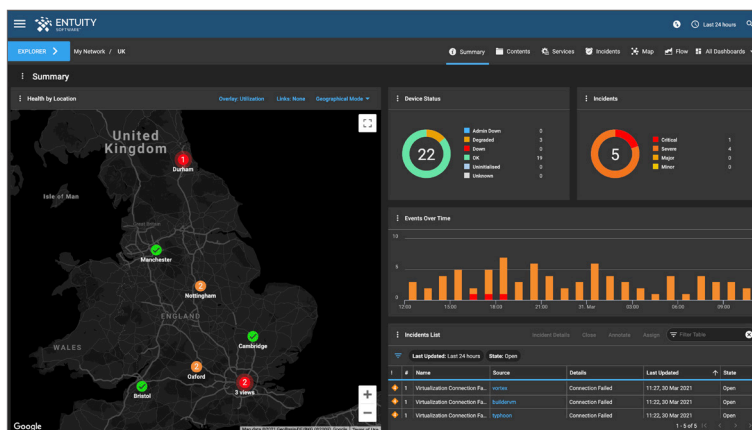 ENTUITY
SOFTWARE
Last 24 hours
EXPLORER
My Network / UK
Summary
Contents
Services
Incidents
Map
Flow
All Dashboards
Summary
Health by Location
Overlay: Utilization
Links: None
Geographical Mode
United
Kingdom
1
Durham
Isle of Man
Manchester
2
Nottingham
ENGLAND
WALES
Cambridge
2
Oxford
2
3 views
Bristol
+
−
Google
Device Status
22
Admin Down 0
Degraded 3
Down 0
OK 19
Uninitialised 0
Unknown 0
Incidents
5
Critical 1
Severe 4
Major 0
Minor 0
Events Over Time
10
5
0
12:00 15:00 18:00 21:00 31. Mar 03:00 06:00 09:00
Incidents List
Incident Details
Close
Annotate
Assign
Filter Table
Last Updated: Last 24 hours
State: Open
! # Name Source Details Last Updated State
1 Virtualization Connection Fa... vortex Connection Failed 11:27, 30 Mar 2021 Open
1 Virtualization Connection Fa... buildervm Connection Failed 11:22, 30 Mar 2021 Open
1 Virtualization Connection Fa... typhoon Connection Failed 11:22, 30 Mar 2021 Open
1 - 5 of 5